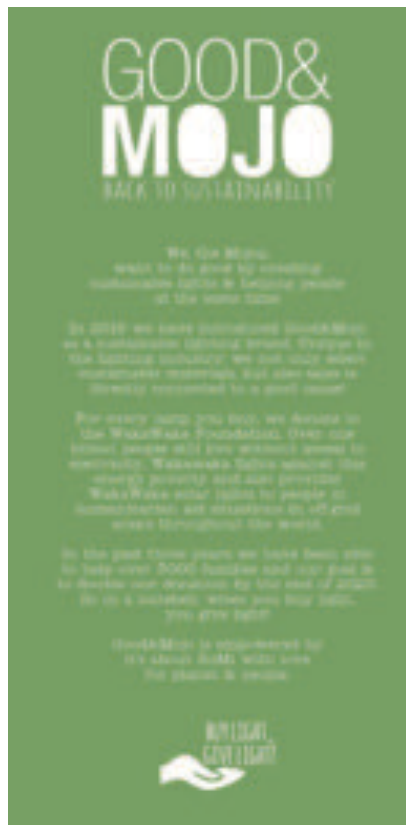 GOOD&
MOJO
BACK TO SUSTAINABILITY
We, the Mojos,
want to do good by creating
sustainable lights & helping people
at the same time
In 2019 we have introduced Good&Mojo
as a sustainable lighting brand. Unique in
the lighting industry: we not only select
sustainable materials, but also
directly connected to a good cause!
For every lamp you buy, we donate to
the WakaWaka Foundation. Over one
billion people still live without access to
electricity. Wakawaka fights against this
energy poverty and also provides
WakaWaka solar lights to people in
humanitarian aid situations in off-grid
areas throughout the world.
In the past three years we have been able
to help over 5000 families and our goal is
to double our donation by the end of
So in a nutshell: when you buy light,
you give light!
Good&Mojo is empowered by
it's about RoMi with love
for planet & people
BUY LIGHT,
GIVE LIGHT!